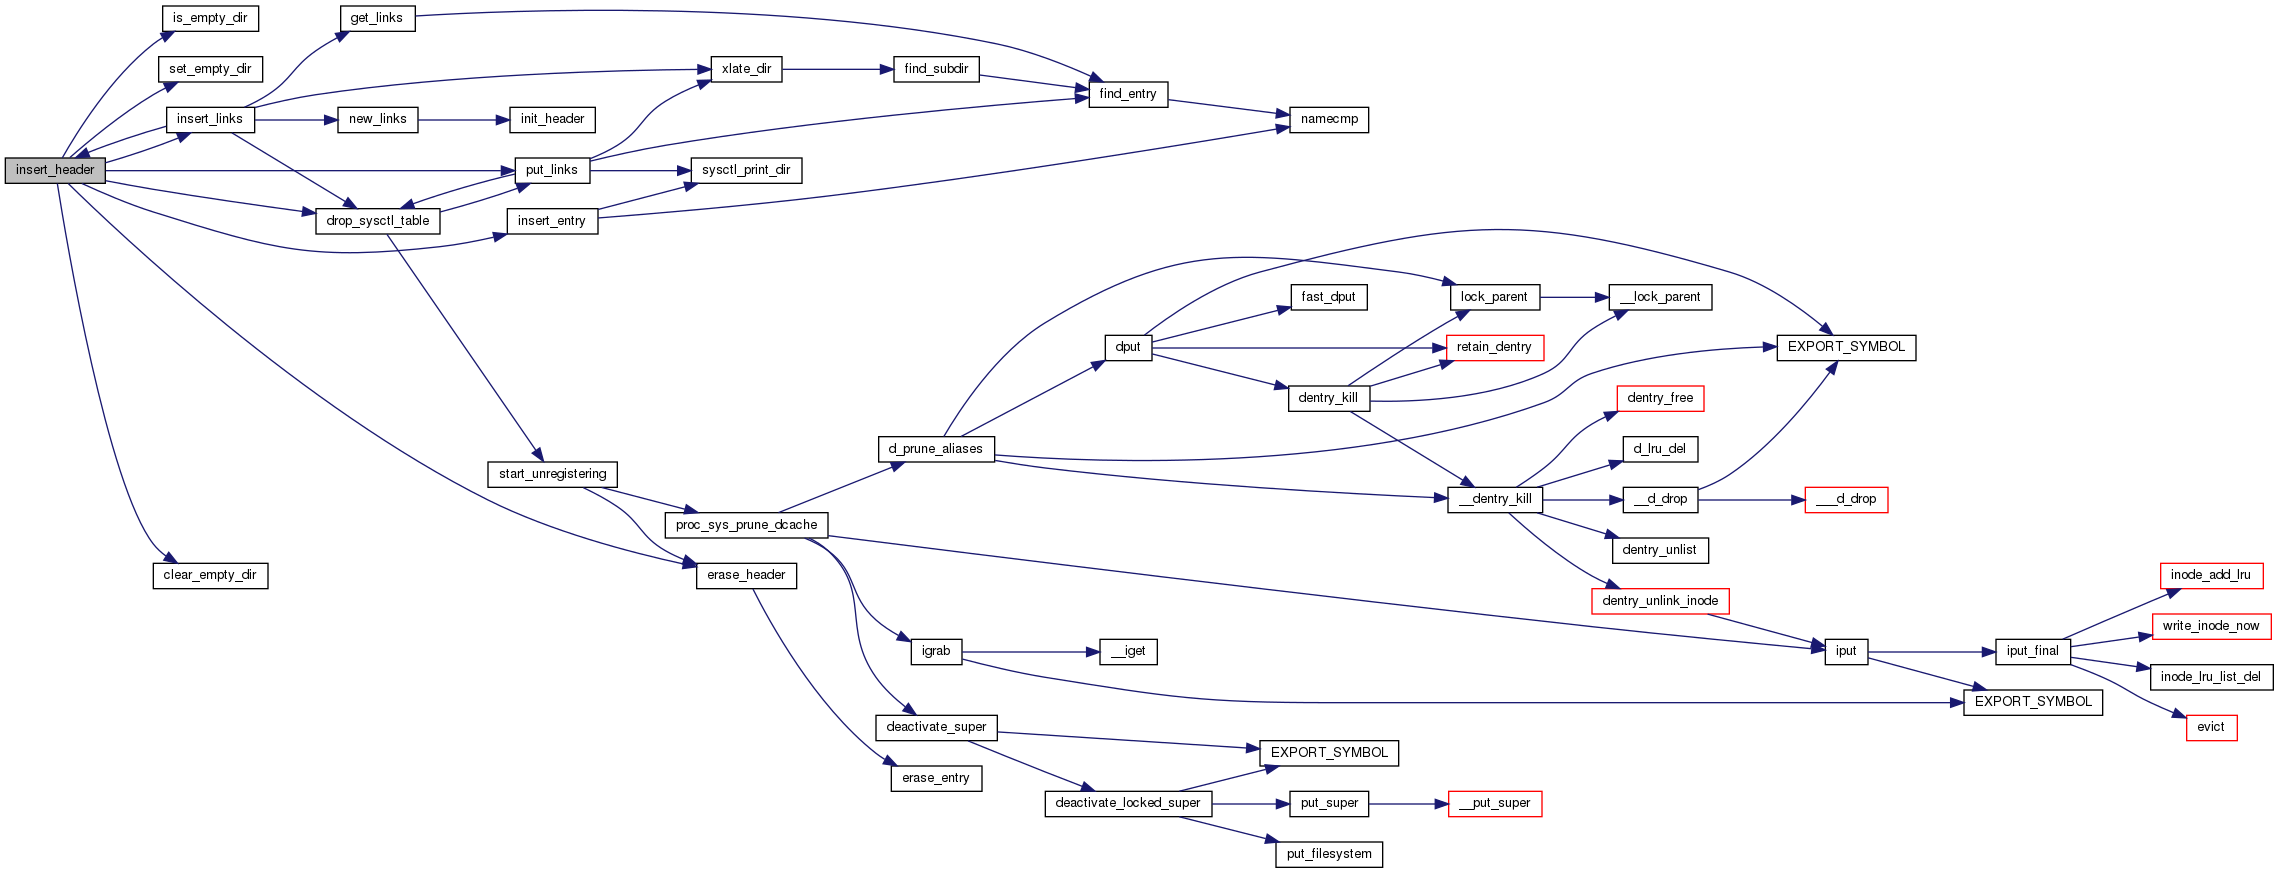 is_empty_dir
get_links
set_empty_dir
xlate_dir
find_subdir
find_entry
insert_links
new_links
init_header
namecmp
insert_header
put_links
sysctl_print_dir
drop_sysctl_table
insert_entry
fast_dput
lock_parent
__lock_parent
dput
retain_dentry
EXPORT_SYMBOL
dentry_kill
dentry_free
d_prune_aliases
d_lru_del
start_unregistering
__dentry_kill
__d_drop
___d_drop
proc_sys_prune_dcache
dentry_unlist
clear_empty_dir
erase_header
inode_add_lru
dentry_unlink_inode
write_inode_now
igrab
__iget
iput
iput_final
inode_lru_list_del
EXPORT_SYMBOL
deactivate_super
evict
EXPORT_SYMBOL
erase_entry
deactivate_locked_super
put_super
__put_super
put_filesystem